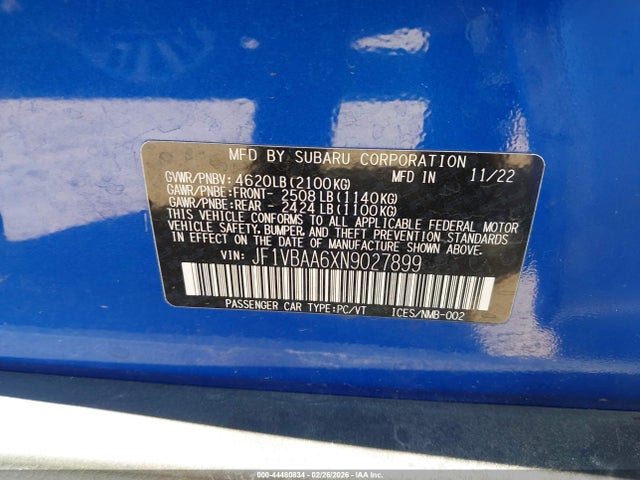 MFD BY SUBARU CORPORATION
GVWR/PNBV: 4620LB(2100KG) MFD IN 11/22
GAWR/PNBE:FRONT- 2508LB(1140KG)
GAWR/PNBE:REAR - 2424LB(1100KG)
THIS VEHICLE CONFORMS TO ALL APPLICABLE FEDERAL MOTOR
VEHICLE SAFETY, BUMPER, AND THEFT PREVENTION
STANDARDS IN EFFECT ON THE DATE OF MANUFACTURE SHOWN ABOVE.
VIN: JF1VBAA6XN9027899
PASSENGER CAR TYPE:PC/VT ICES/NMB-002
000-44480834 - 02/26/2026 - IAA Inc.